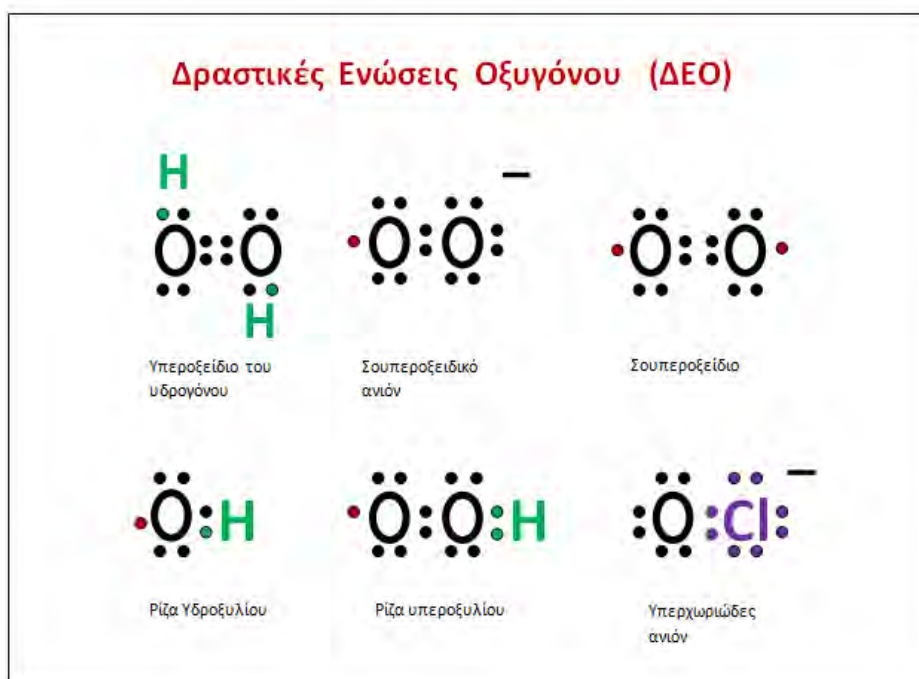 Δραστικές Ενώσεις Οξυγόνου (ΔΕΟ)
H
O O
H
Υπεροξείδιο του
υδρογόνου
O O –
Σουπεροξειδικό
ανιόν
O O
Σουπεροξείδιο
O H
Ρίζα Υδροξυλίου
O O H
Ρίζα υπεροξυλίου
O Cl –
Υπερχωριώδες
ανιόν